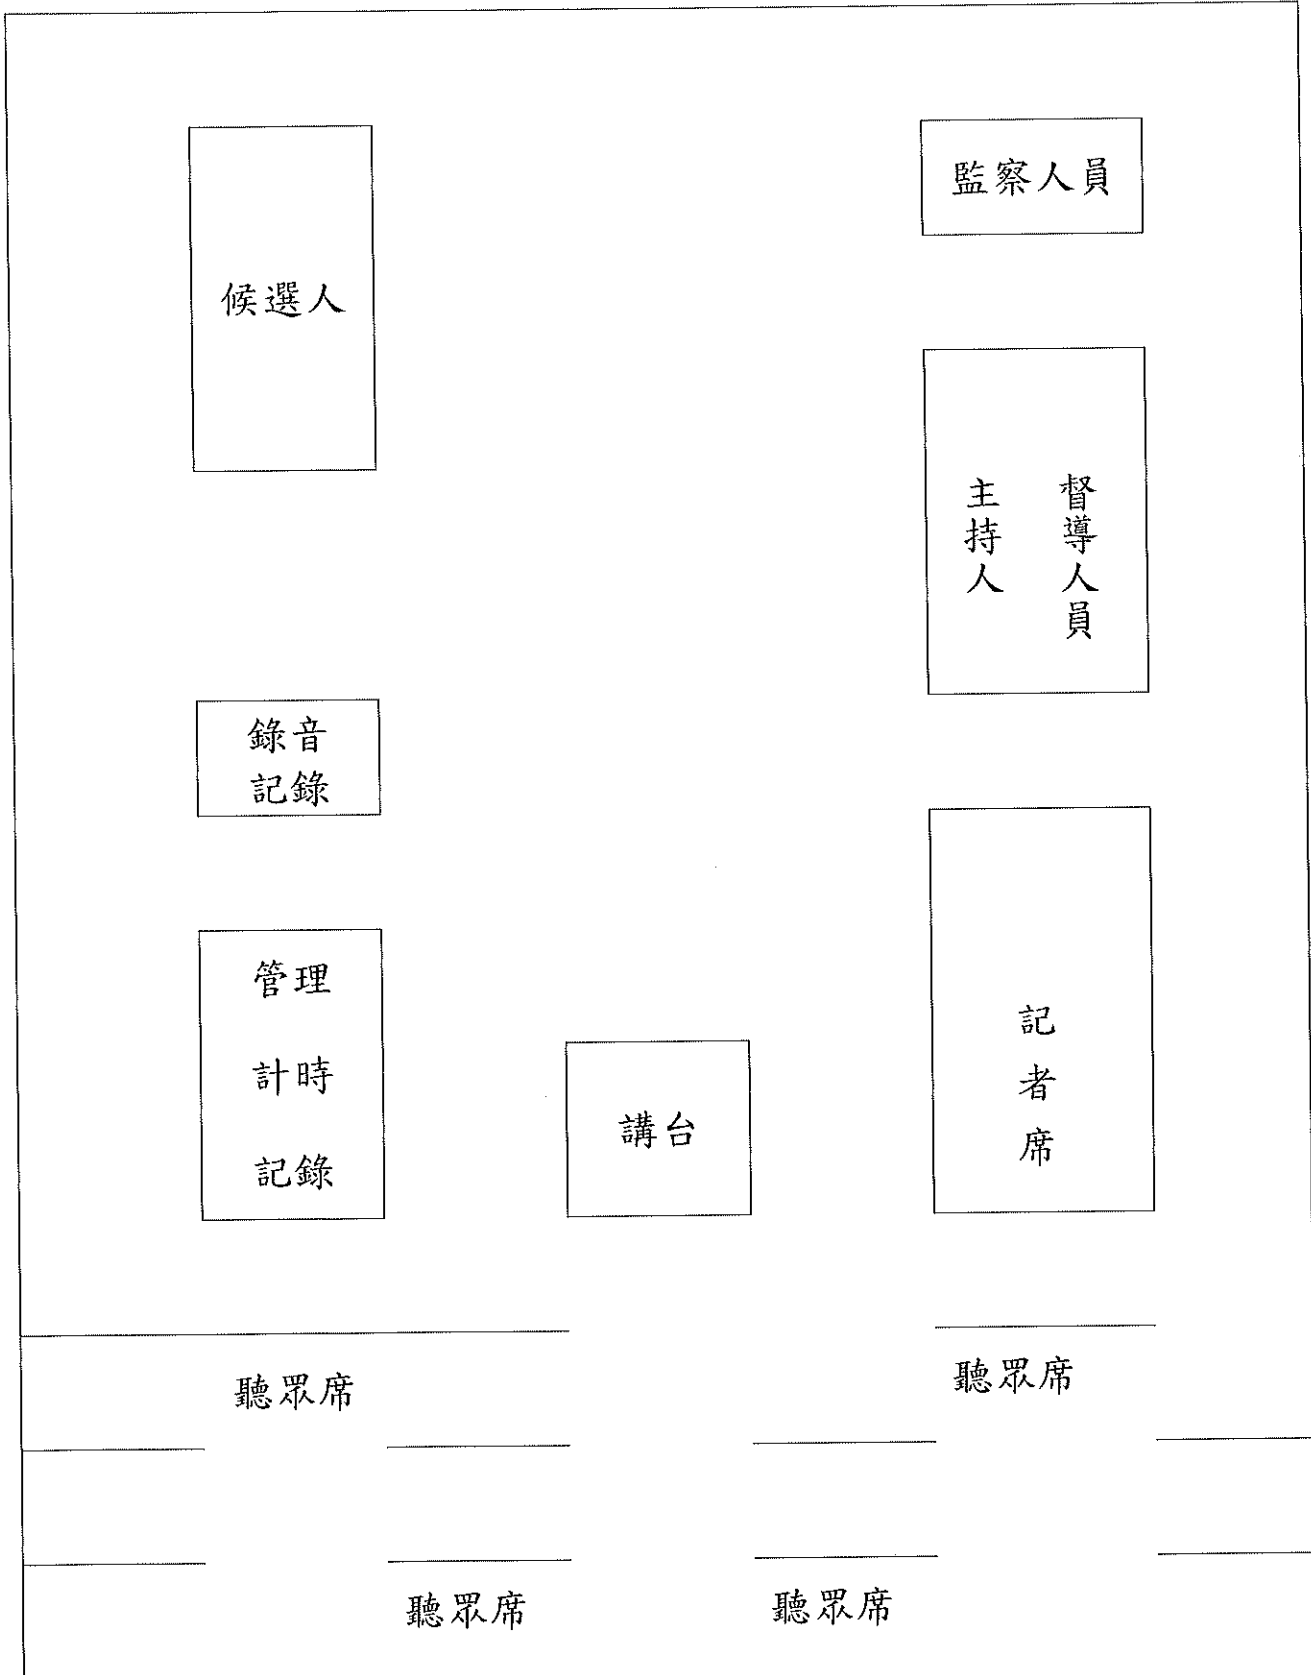 監察人員
候選人
督導人員
主持人
錄音
記錄
管理
計時
記錄
講台
記者席
聽眾席
聽眾席
聽眾席
聽眾席